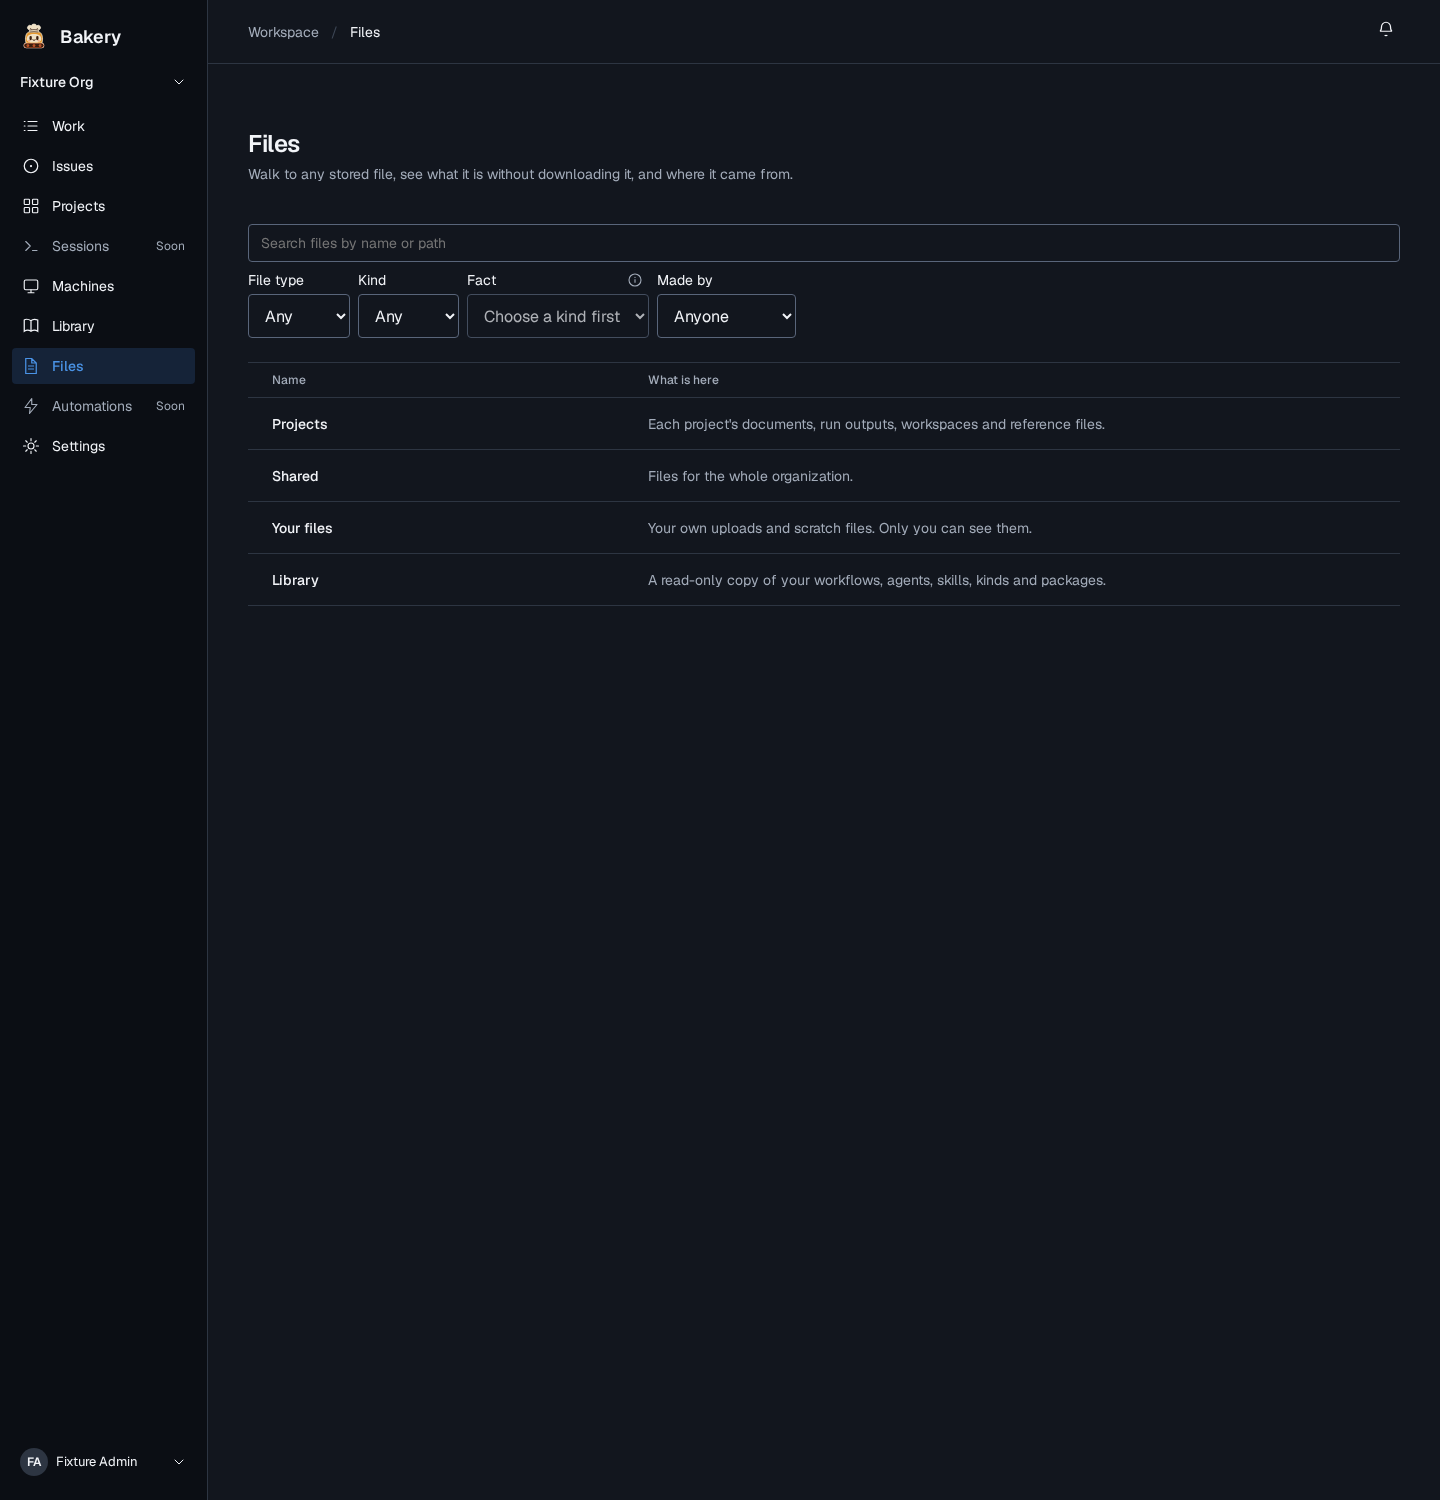 Bakery
Fixture Org
Work
Issues
Projects
Sessions Soon
Machines
Library
Files
Automations Soon
Settings
FA Fixture Admin
Workspace / Files
Files
Walk to any stored file, see what it is without downloading it, and where it came from.
Search files by name or path
File type Kind Fact Made by
Any Any Choose a kind first Anyone
Name What is here
Projects Each project's documents, run outputs, workspaces and reference files.
Shared Files for the whole organization.
Your files Your own uploads and scratch files. Only you can see them.
Library A read-only copy of your workflows, agents, skills, kinds and packages.